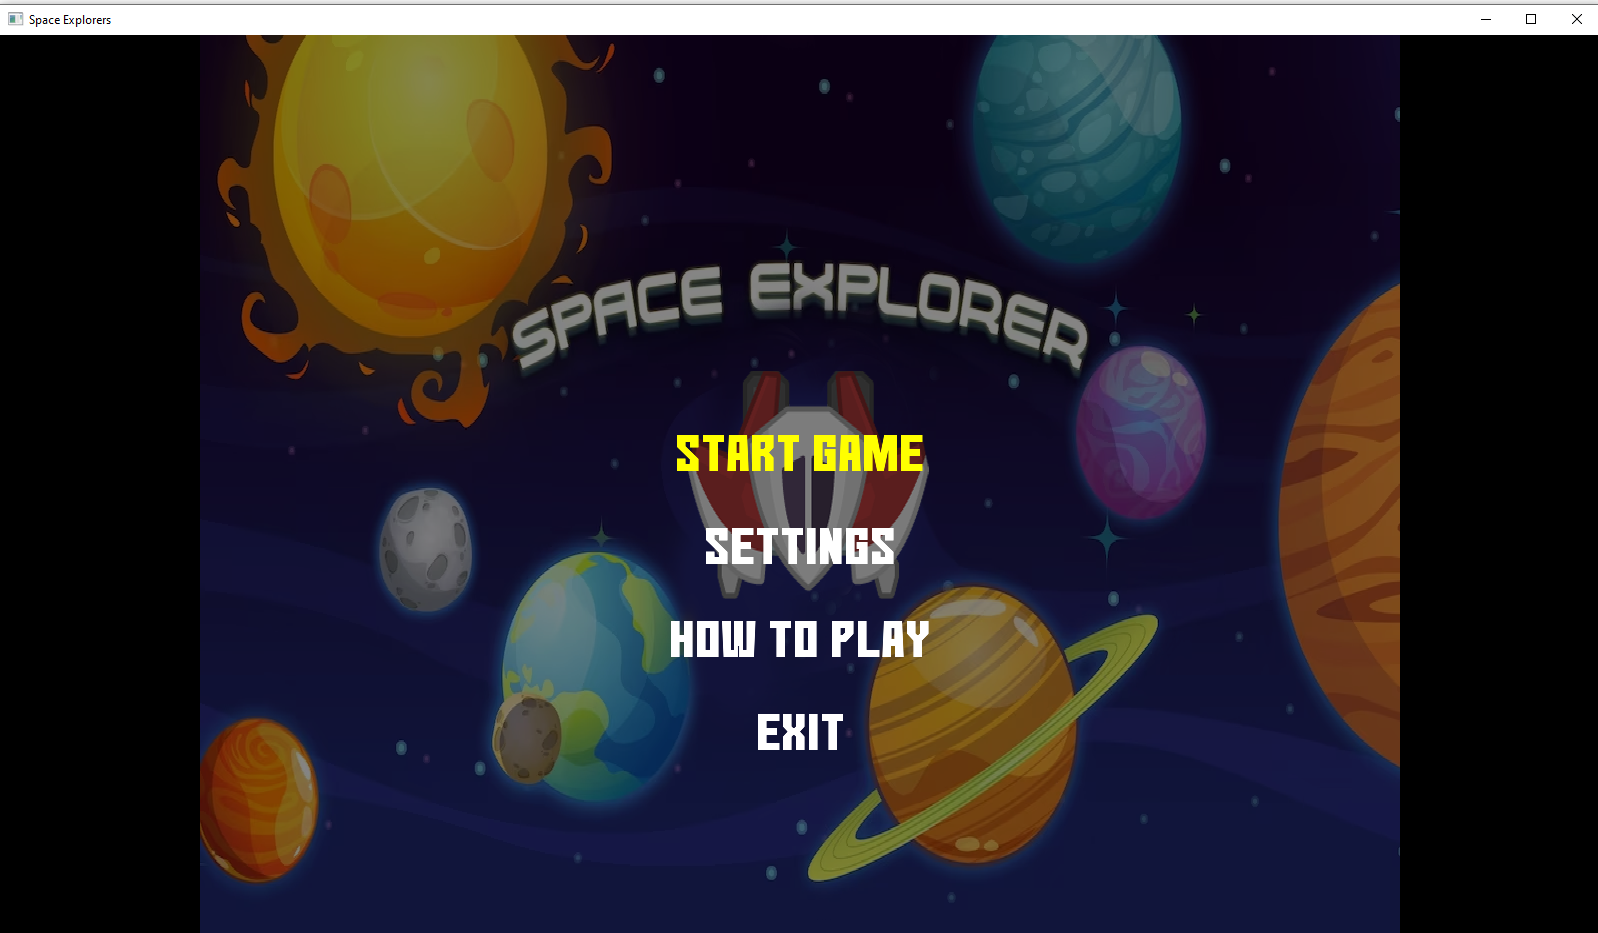 Space Explorers
SPACE EXPLORER
START GAME
SETTINGS
HOW TO PLAY
EXIT